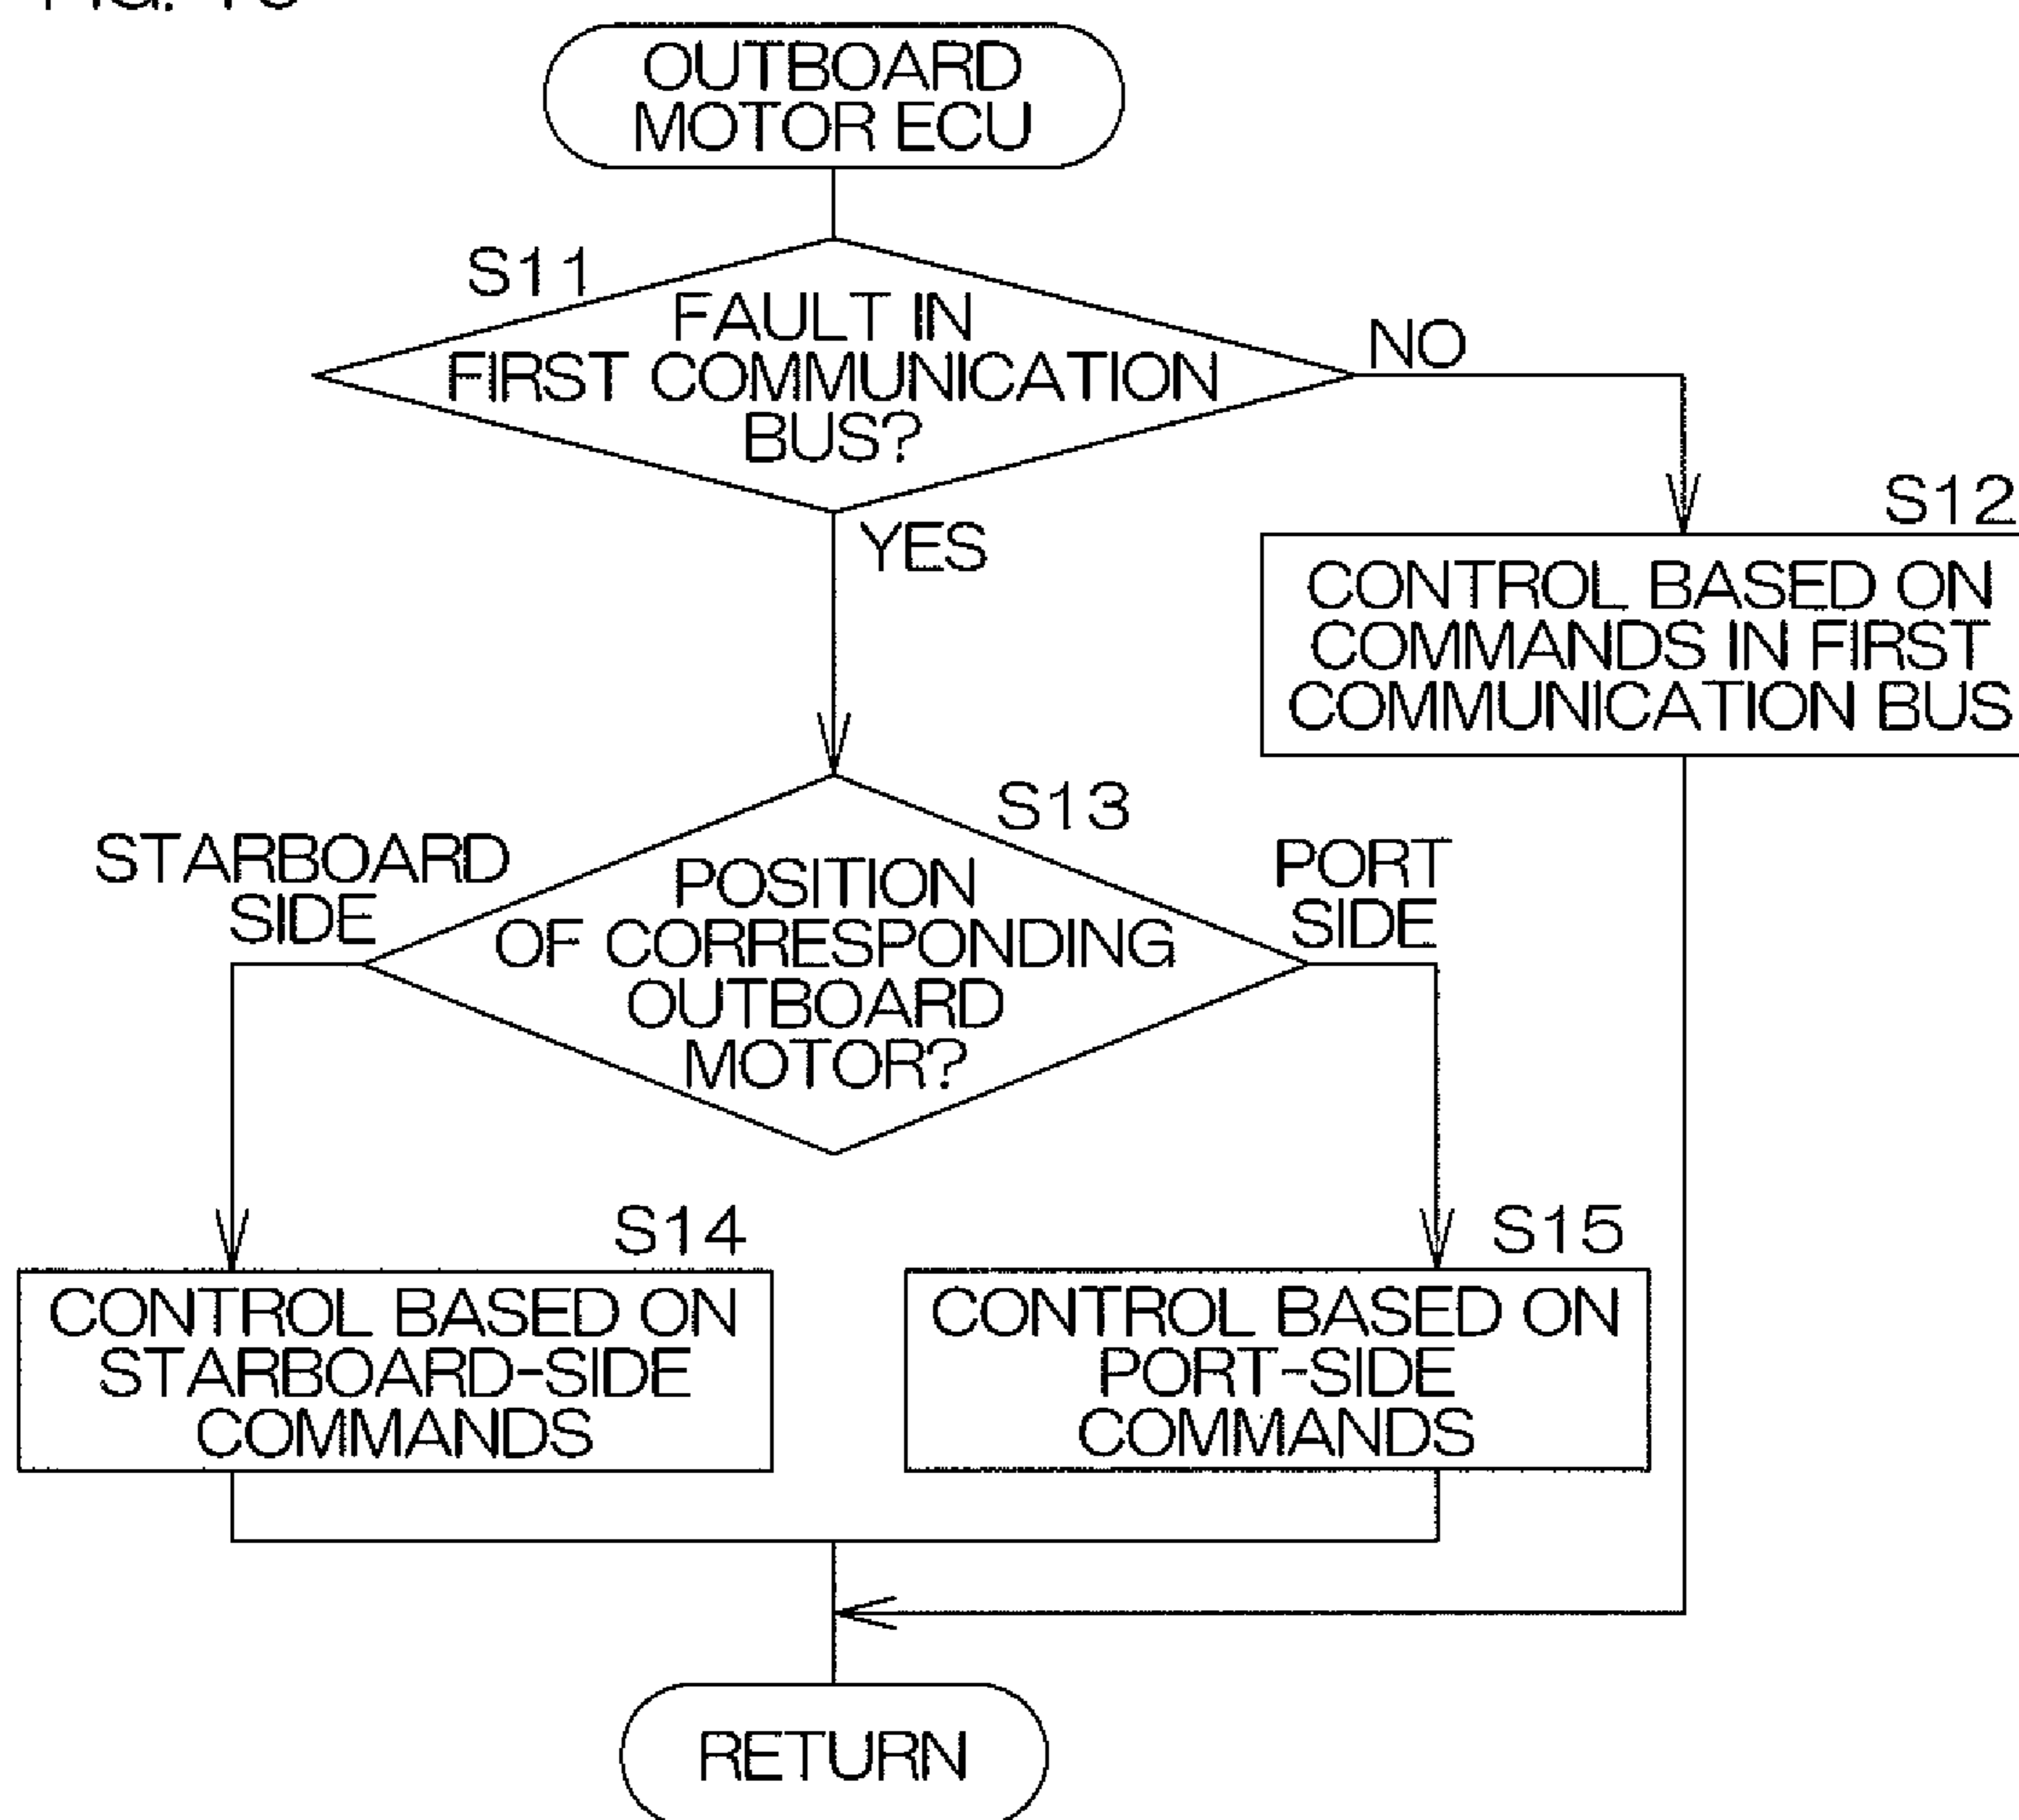 OUTBOARD
MOTOR ECU
S11
FAULT IN
FIRST COMMUNICATION
BUS?
NO
YES
S12
CONTROL BASED ON
COMMANDS IN FIRST
COMMUNICATION BUS
S13
STARBOARD
SIDE
POSITION
OF CORRESPONDING
OUTBOARD
MOTOR?
PORT
SIDE
S14
CONTROL BASED ON
STARBOARD-SIDE
COMMANDS
S15
CONTROL BASED ON
PORT-SIDE
COMMANDS
RETURN